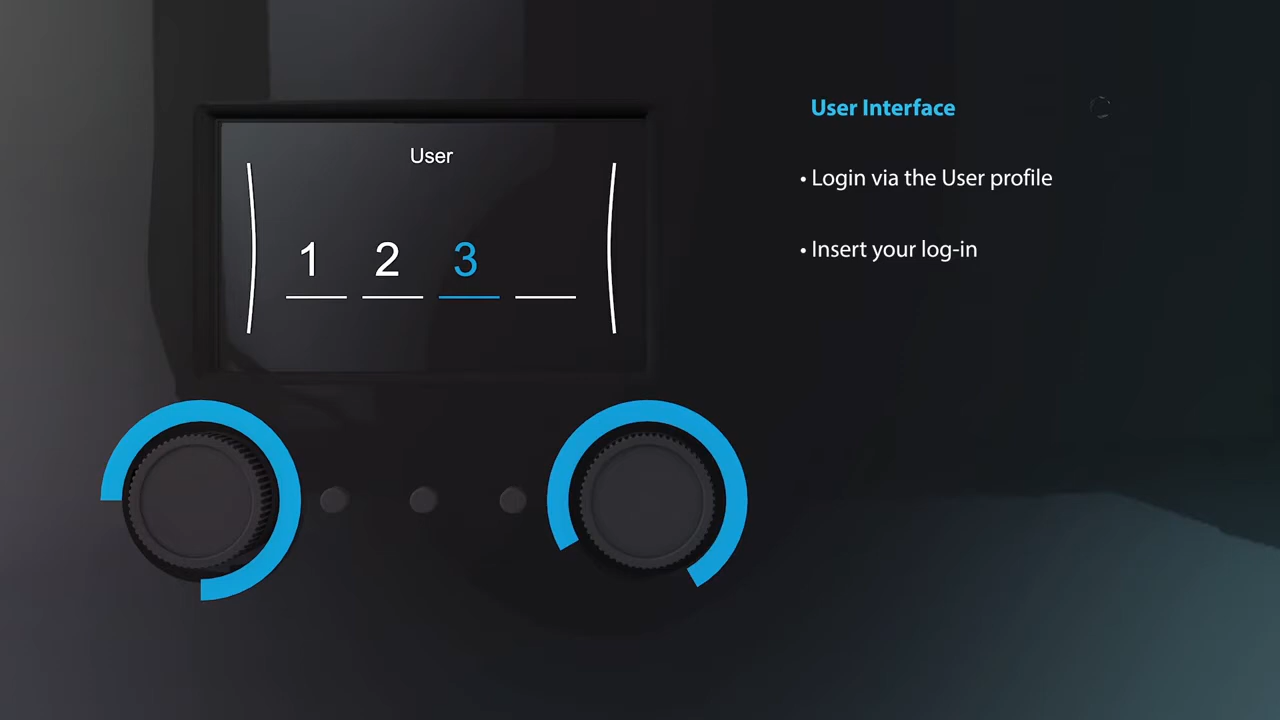 User
1 2 3
User Interface
• Login via the User profile
• Insert your log-in